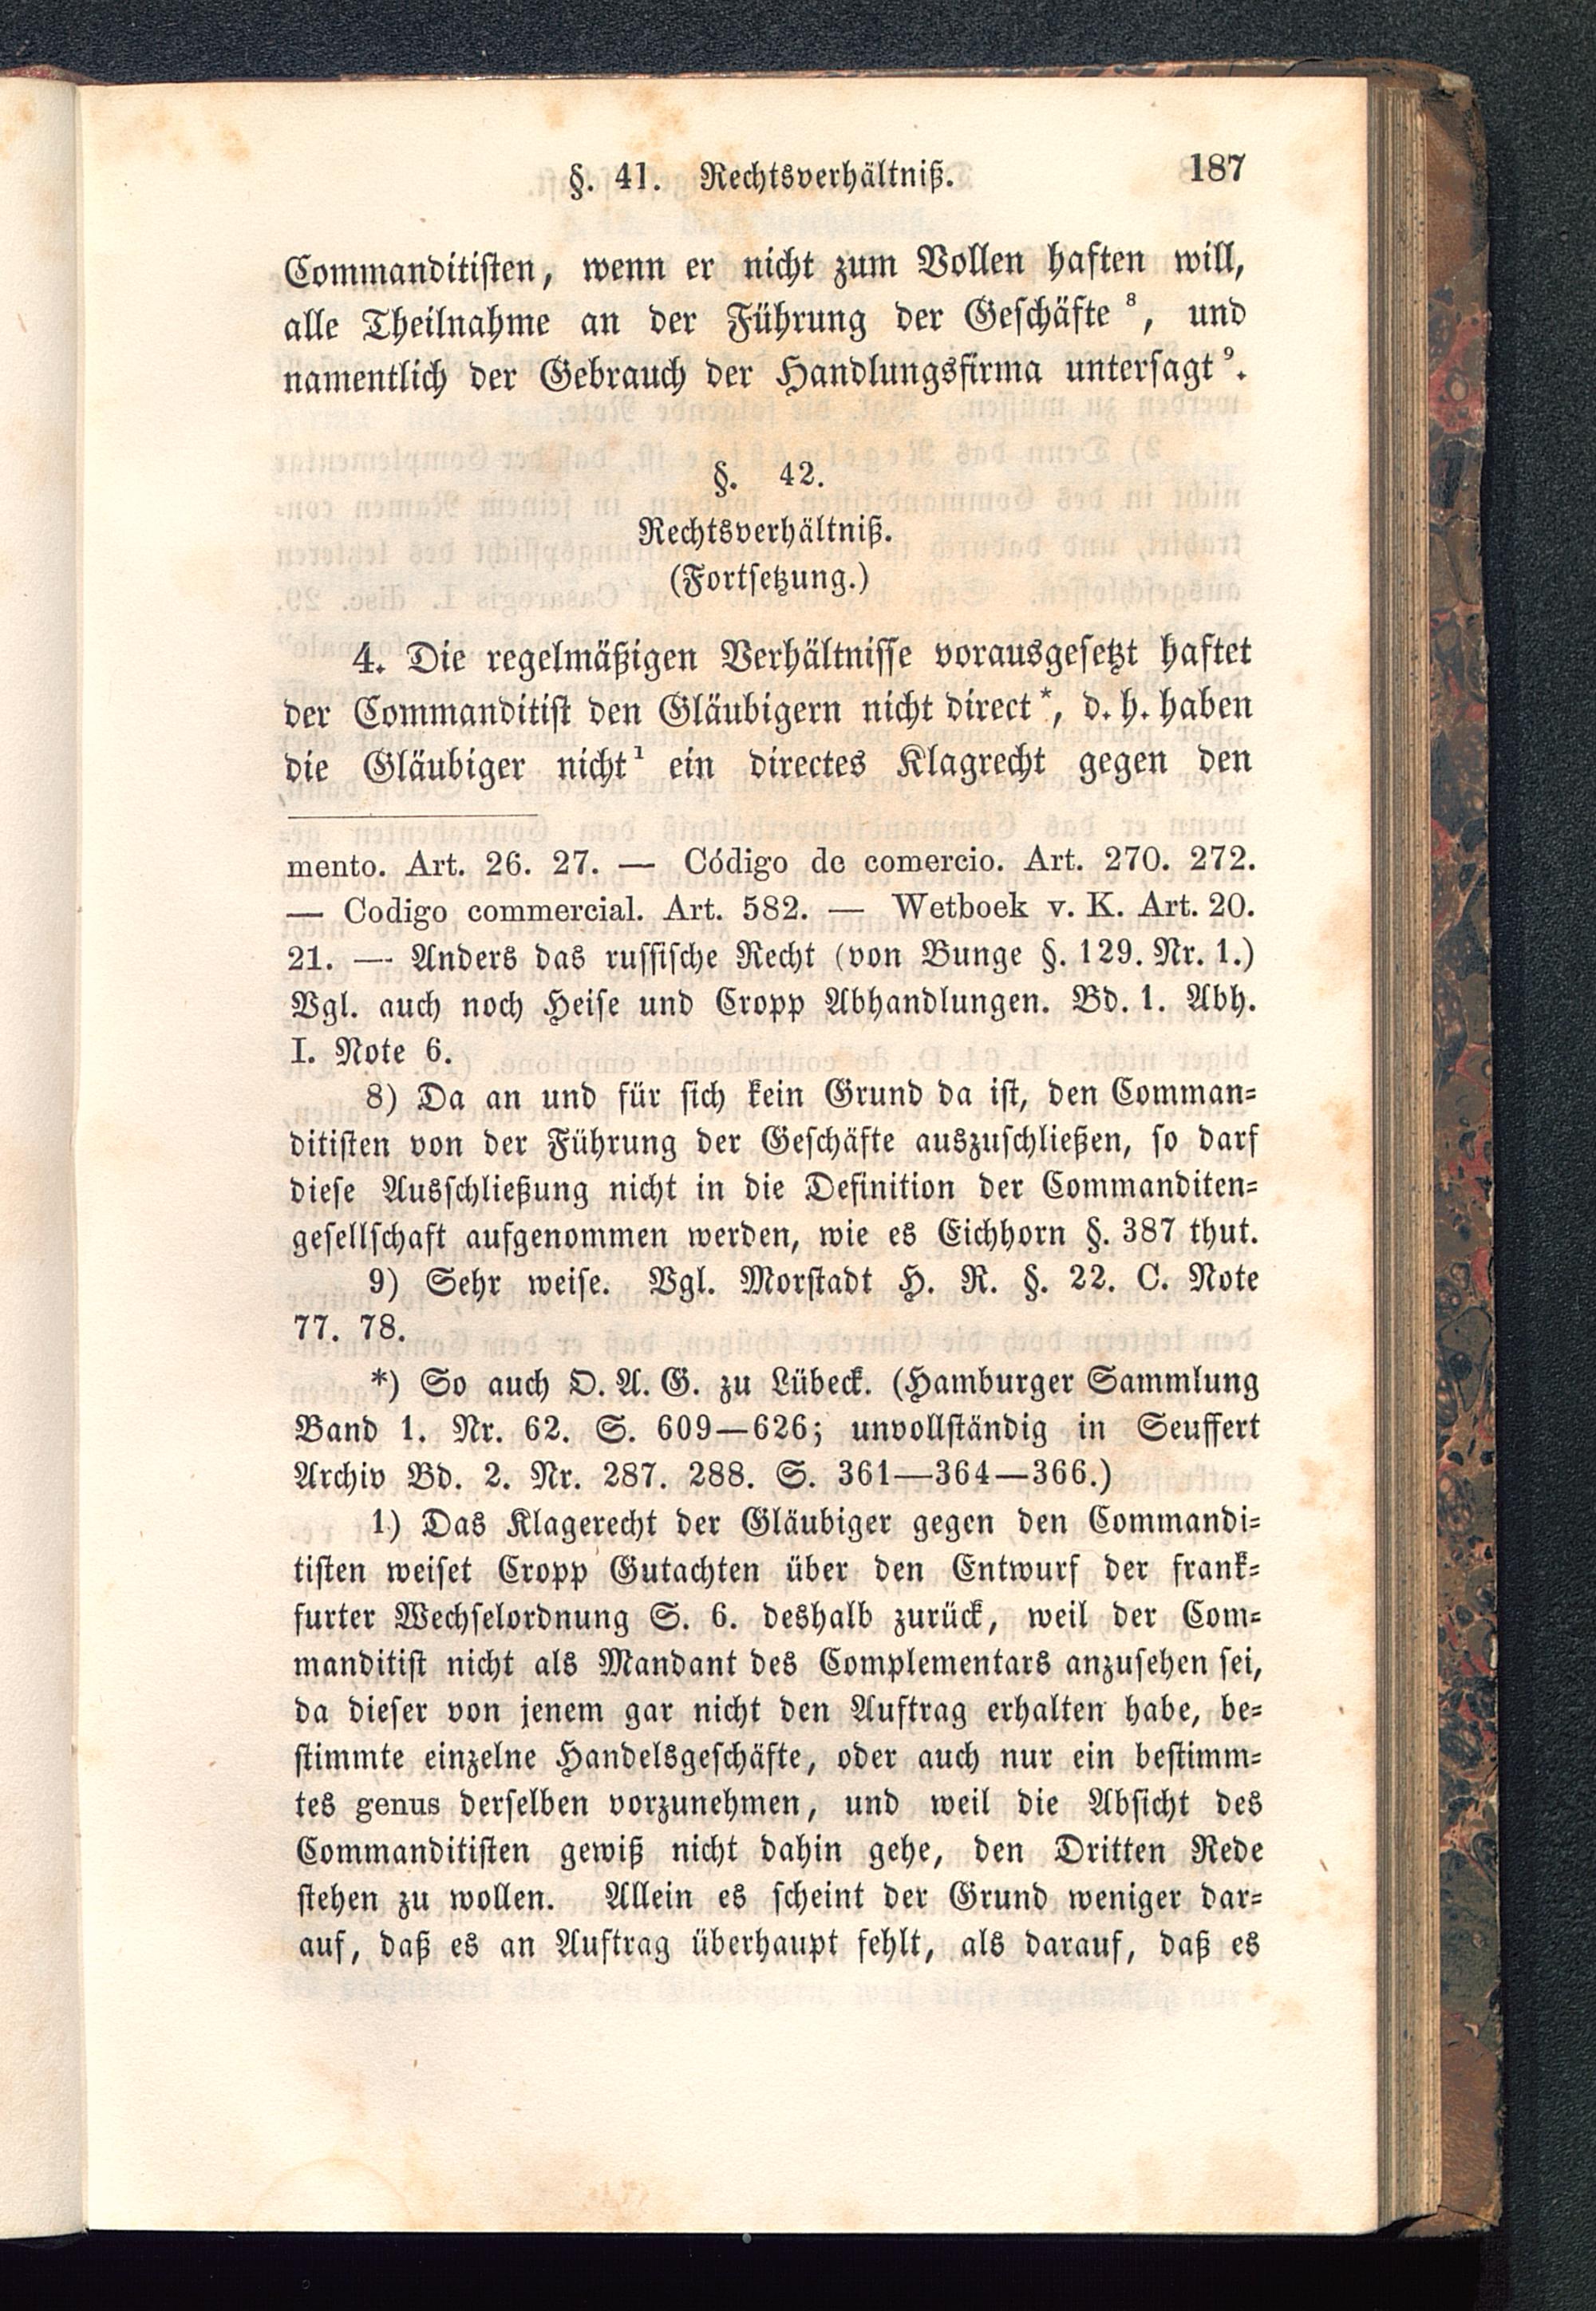 §. 41. Rechtsverhältniß. 187
Commanditisten, wenn er nicht zum Vollen haften will,
alle Theilnahme an der Führung der Geschäfte ⁸, und
namentlich der Gebrauch der Handlungsfirma untersagt ⁹.
§. 42.
Rechtsverhältniß.
(Fortsetzung.)
4. Die regelmäßigen Verhältnisse vorausgesetzt haftet
der Commanditist den Gläubigern nicht direct *, d. h. haben
die Gläubiger nicht ¹ ein directes Klagrecht gegen den
mento. Art. 26. 27. — Código de comercio. Art. 270. 272.
— Codigo commercial. Art. 582. — Wetboek v. K. Art. 20.
21. — Anders das russische Recht (von Bunge §. 129. Nr. 1.)
Vgl. auch noch Heise und Cropp Abhandlungen. Bd. 1. Abh.
I. Note 6.
8) Da an und für sich kein Grund da ist, den Comman-
ditisten von der Führung der Geschäfte auszuschließen, so darf
diese Ausschließung nicht in die Definition der Commanditen-
gesellschaft aufgenommen werden, wie es Eichhorn §. 387 thut.
9) Sehr weise. Vgl. Morstadt H. R. §. 22. C. Note
77. 78.
*) So auch O. A. G. zu Lübeck. (Hamburger Sammlung
Band 1. Nr. 62. S. 609—626; unvollständig in Seuffert
Archiv Bd. 2. Nr. 287. 288. S. 361—364—366.)
1) Das Klagerecht der Gläubiger gegen den Commandi-
tisten weiset Cropp Gutachten über den Entwurf der frank-
furter Wechselordnung S. 6. deshalb zurück, weil der Com-
manditist nicht als Mandant des Complementars anzusehen sei,
da dieser von jenem gar nicht den Auftrag erhalten habe, be-
stimmte einzelne Handelsgeschäfte, oder auch nur ein bestimm-
tes genus derselben vorzunehmen, und weil die Absicht des
Commanditisten gewiß nicht dahin gehe, den Dritten Rede
stehen zu wollen. Allein es scheint der Grund weniger dar-
auf, daß es an Auftrag überhaupt fehlt, als darauf, daß es